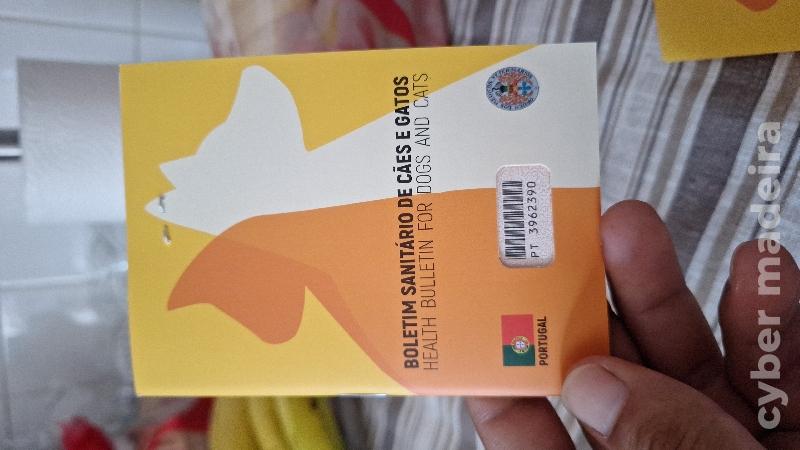 BOLETIM SANITÁRIO DE CÃES E GATOS
HEALTH BULLETIN FOR DOGS AND CATS
PT 3962390
PORTUGAL
cyber madeira